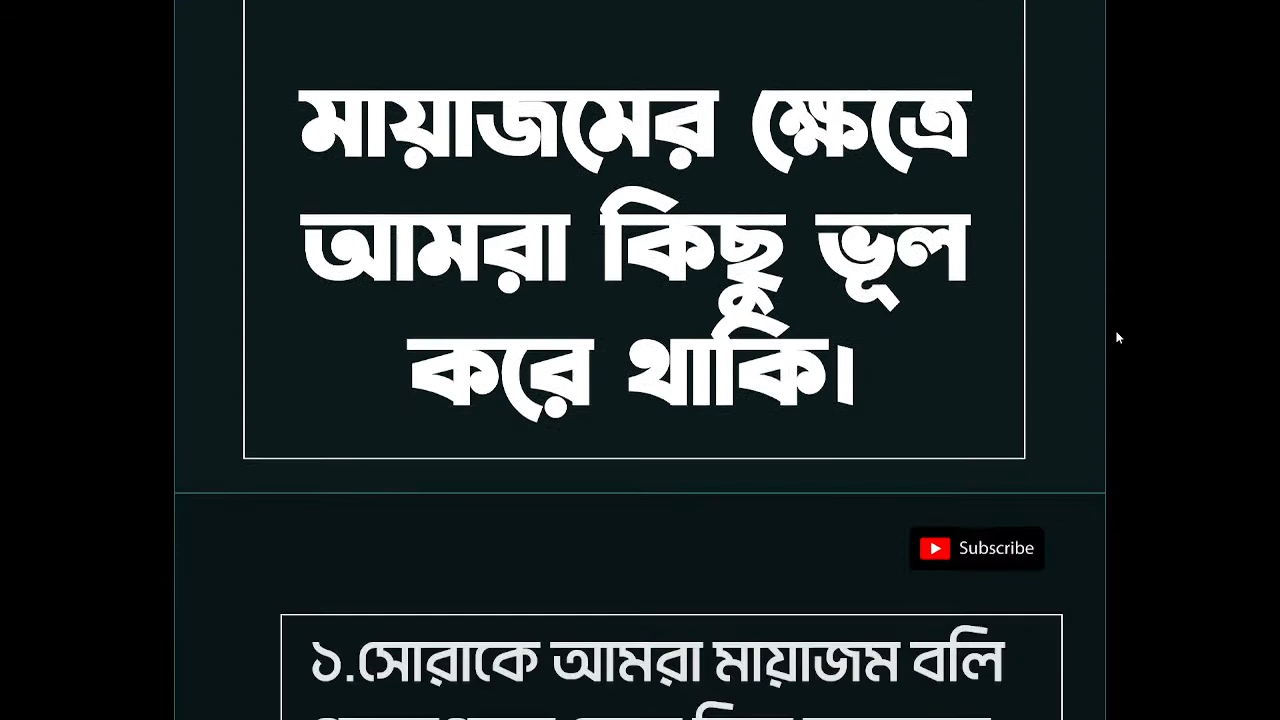 মায়াজমের ক্ষেত্রে
আমরা কিছু ভূল
করে থাকি।
Subscribe
১.সোরাকে আমরা মায়াজম বলি